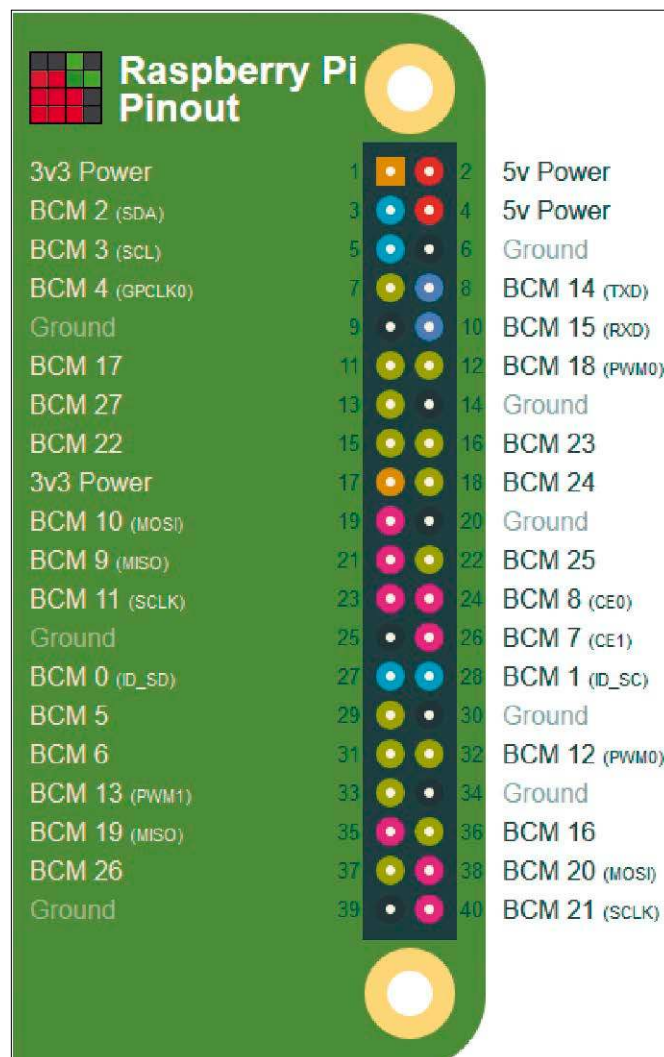 Raspberry Pi
Pinout
3v3 Power 1 2 5v Power
BCM 2 (SDA) 3 4 5v Power
BCM 3 (SCL) 5 6 Ground
BCM 4 (GPCLK0) 7 8 BCM 14 (TXD)
Ground 9 10 BCM 15 (RXD)
BCM 17 11 12 BCM 18 (PWM0)
BCM 27 13 14 Ground
BCM 22 15 16 BCM 23
3v3 Power 17 18 BCM 24
BCM 10 (MOSI) 19 20 Ground
BCM 9 (MISO) 21 22 BCM 25
BCM 11 (SCLK) 23 24 BCM 8 (CE0)
Ground 25 26 BCM 7 (CE1)
BCM 0 (ID_SD) 27 28 BCM 1 (ID_SC)
BCM 5 29 30 Ground
BCM 6 31 32 BCM 12 (PWM0)
BCM 13 (PWM1) 33 34 Ground
BCM 19 (MISO) 35 36 BCM 16
BCM 26 37 38 BCM 20 (MOSI)
Ground 39 40 BCM 21 (SCLK)